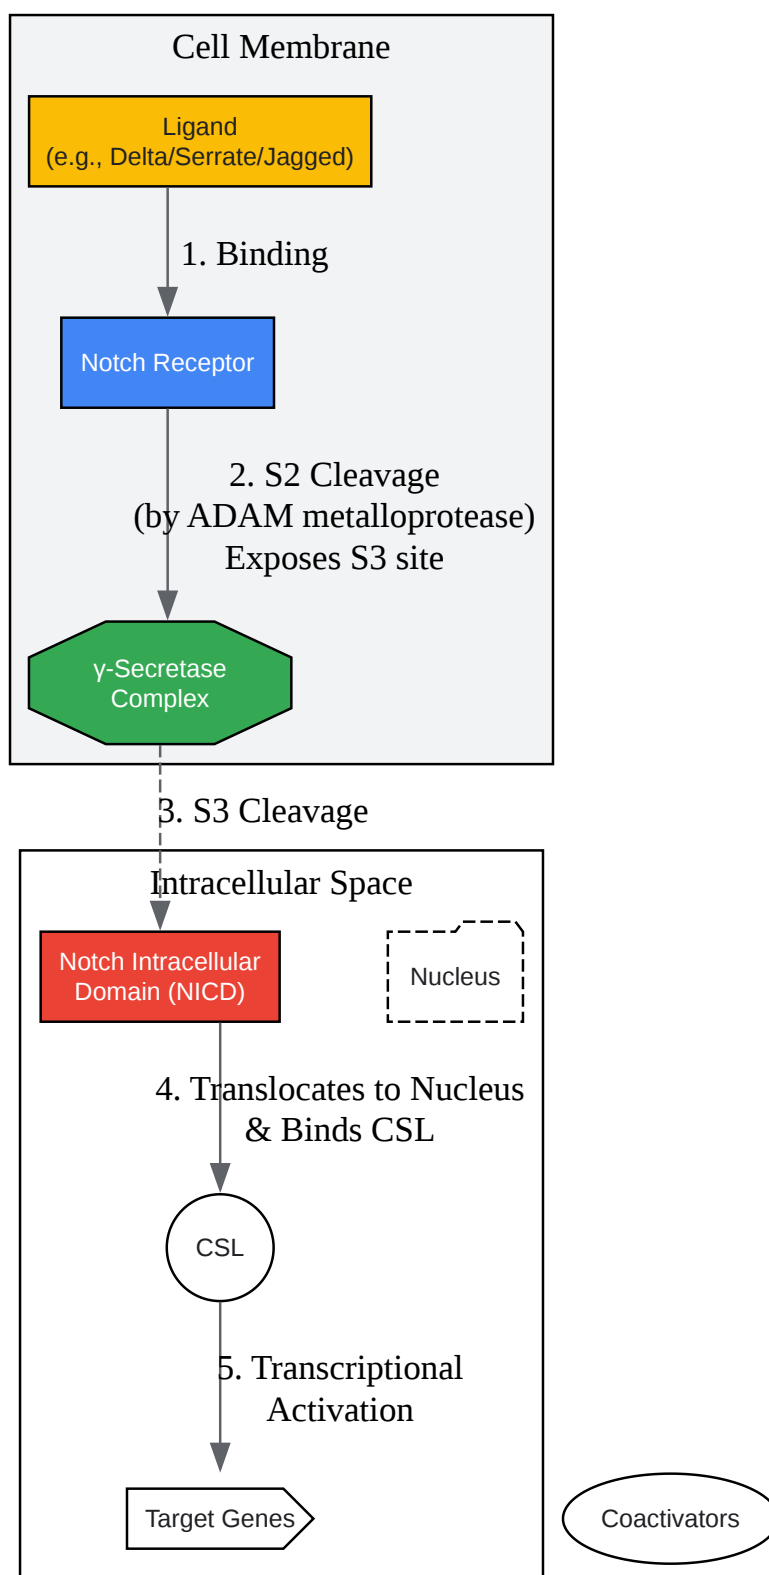 Cell Membrane
Ligand
(e.g., Delta/Serrate/Jagged)
1. Binding
Notch Receptor
2. S2 Cleavage
(by ADAM metalloprotease)
Exposes S3 site
γ-Secretase
Complex
3. S3 Cleavage
Intracellular Space
Notch Intracellular
Domain (NICD)
Nucleus
4. Translocates to Nucleus
& Binds CSL
CSL
5. Transcriptional
Activation
Target Genes
Coactivators